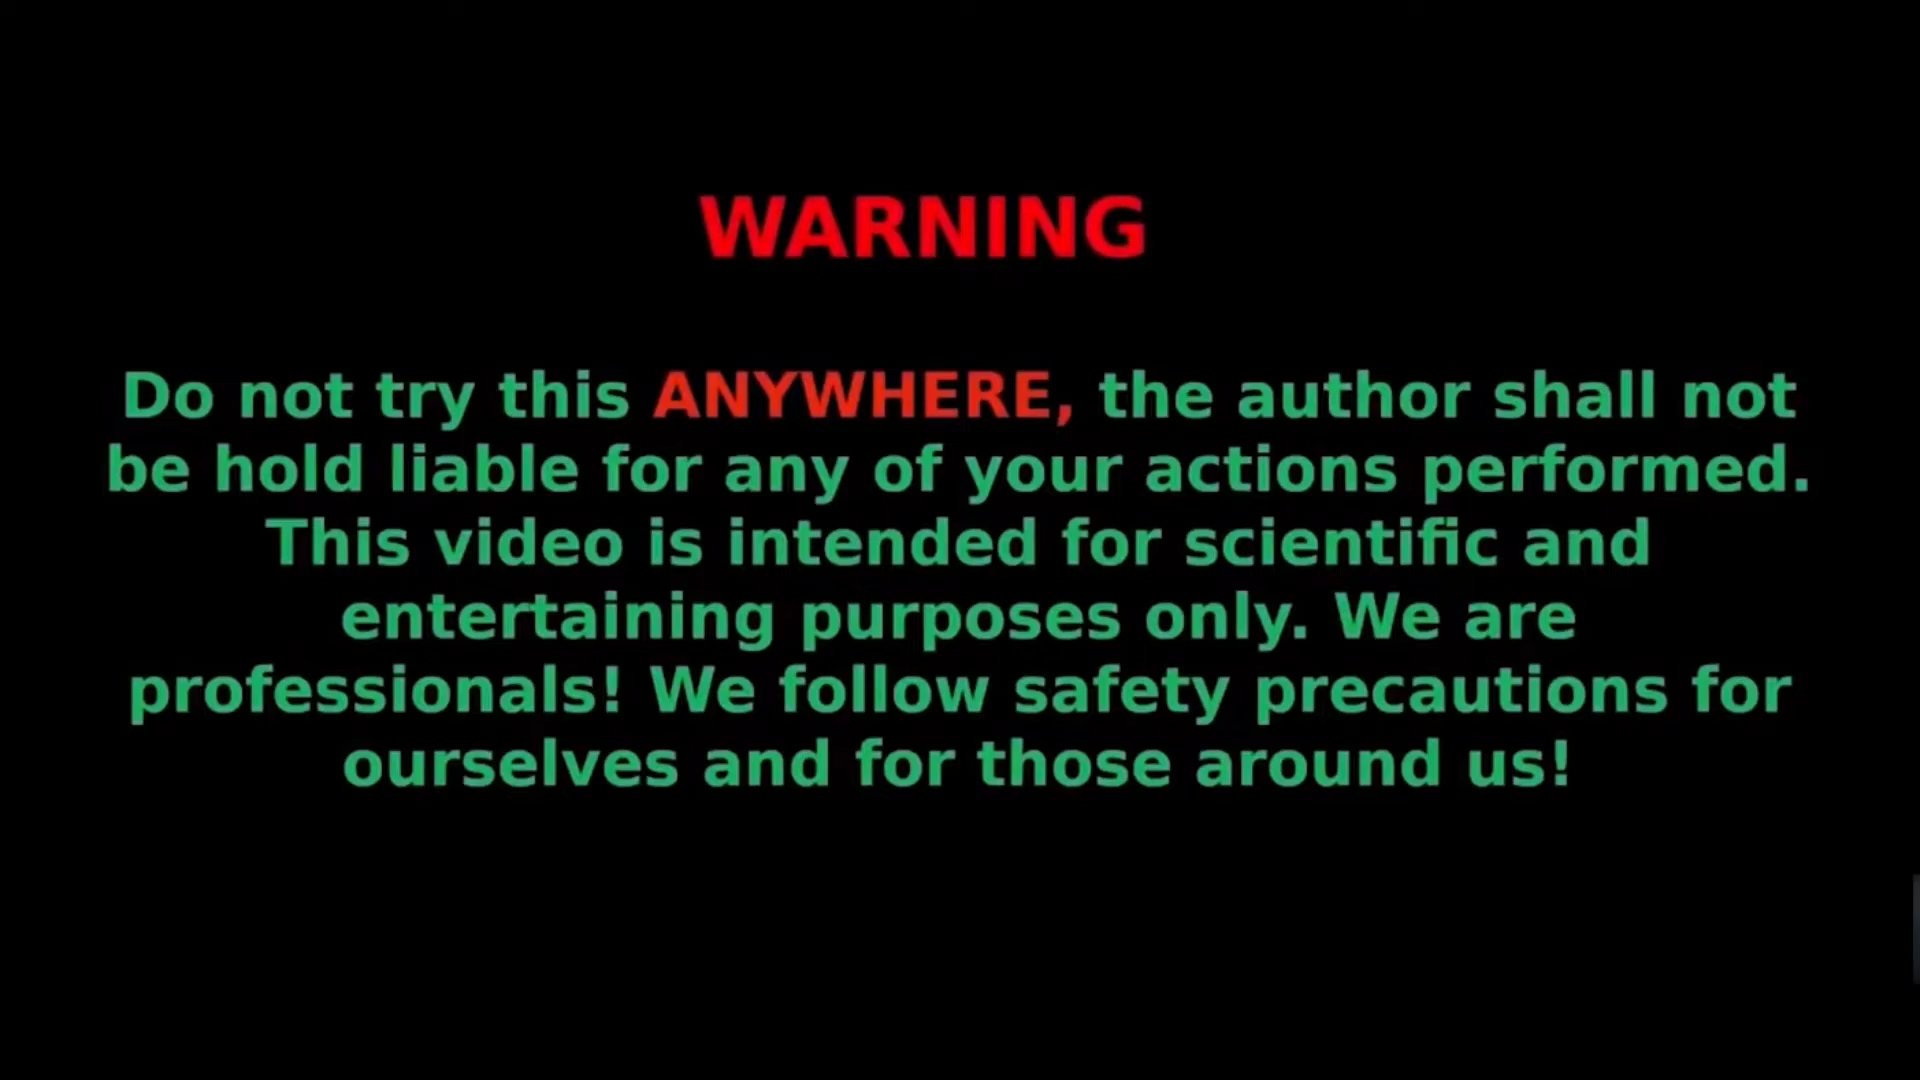 WARNING
Do not try this ANYWHERE, the author shall not
be hold liable for any of your actions performed.
This video is intended for scientific and
entertaining purposes only. We are
professionals! We follow safety precautions for
ourselves and for those around us!